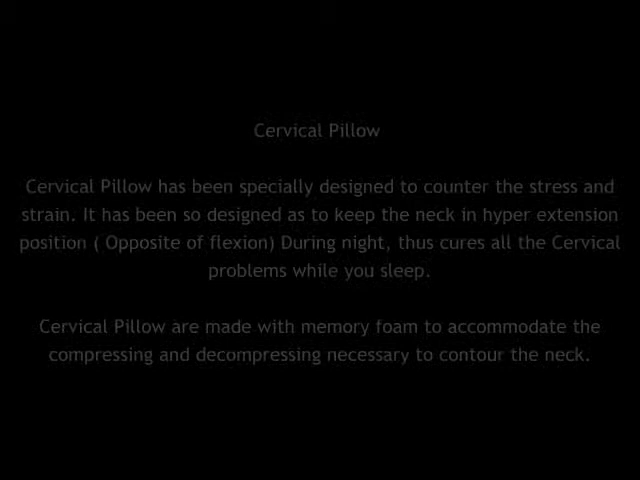 Cervical Pillow
Cervical Pillow has been specially designed to counter the stress and
strain. It has been so designed as to keep the neck in hyper extension
position ( Opposite of flexion) During night, thus cures all the Cervical
problems while you sleep.
Cervical Pillow are made with memory foam to accommodate the
compressing and decompressing necessary to contour the neck.